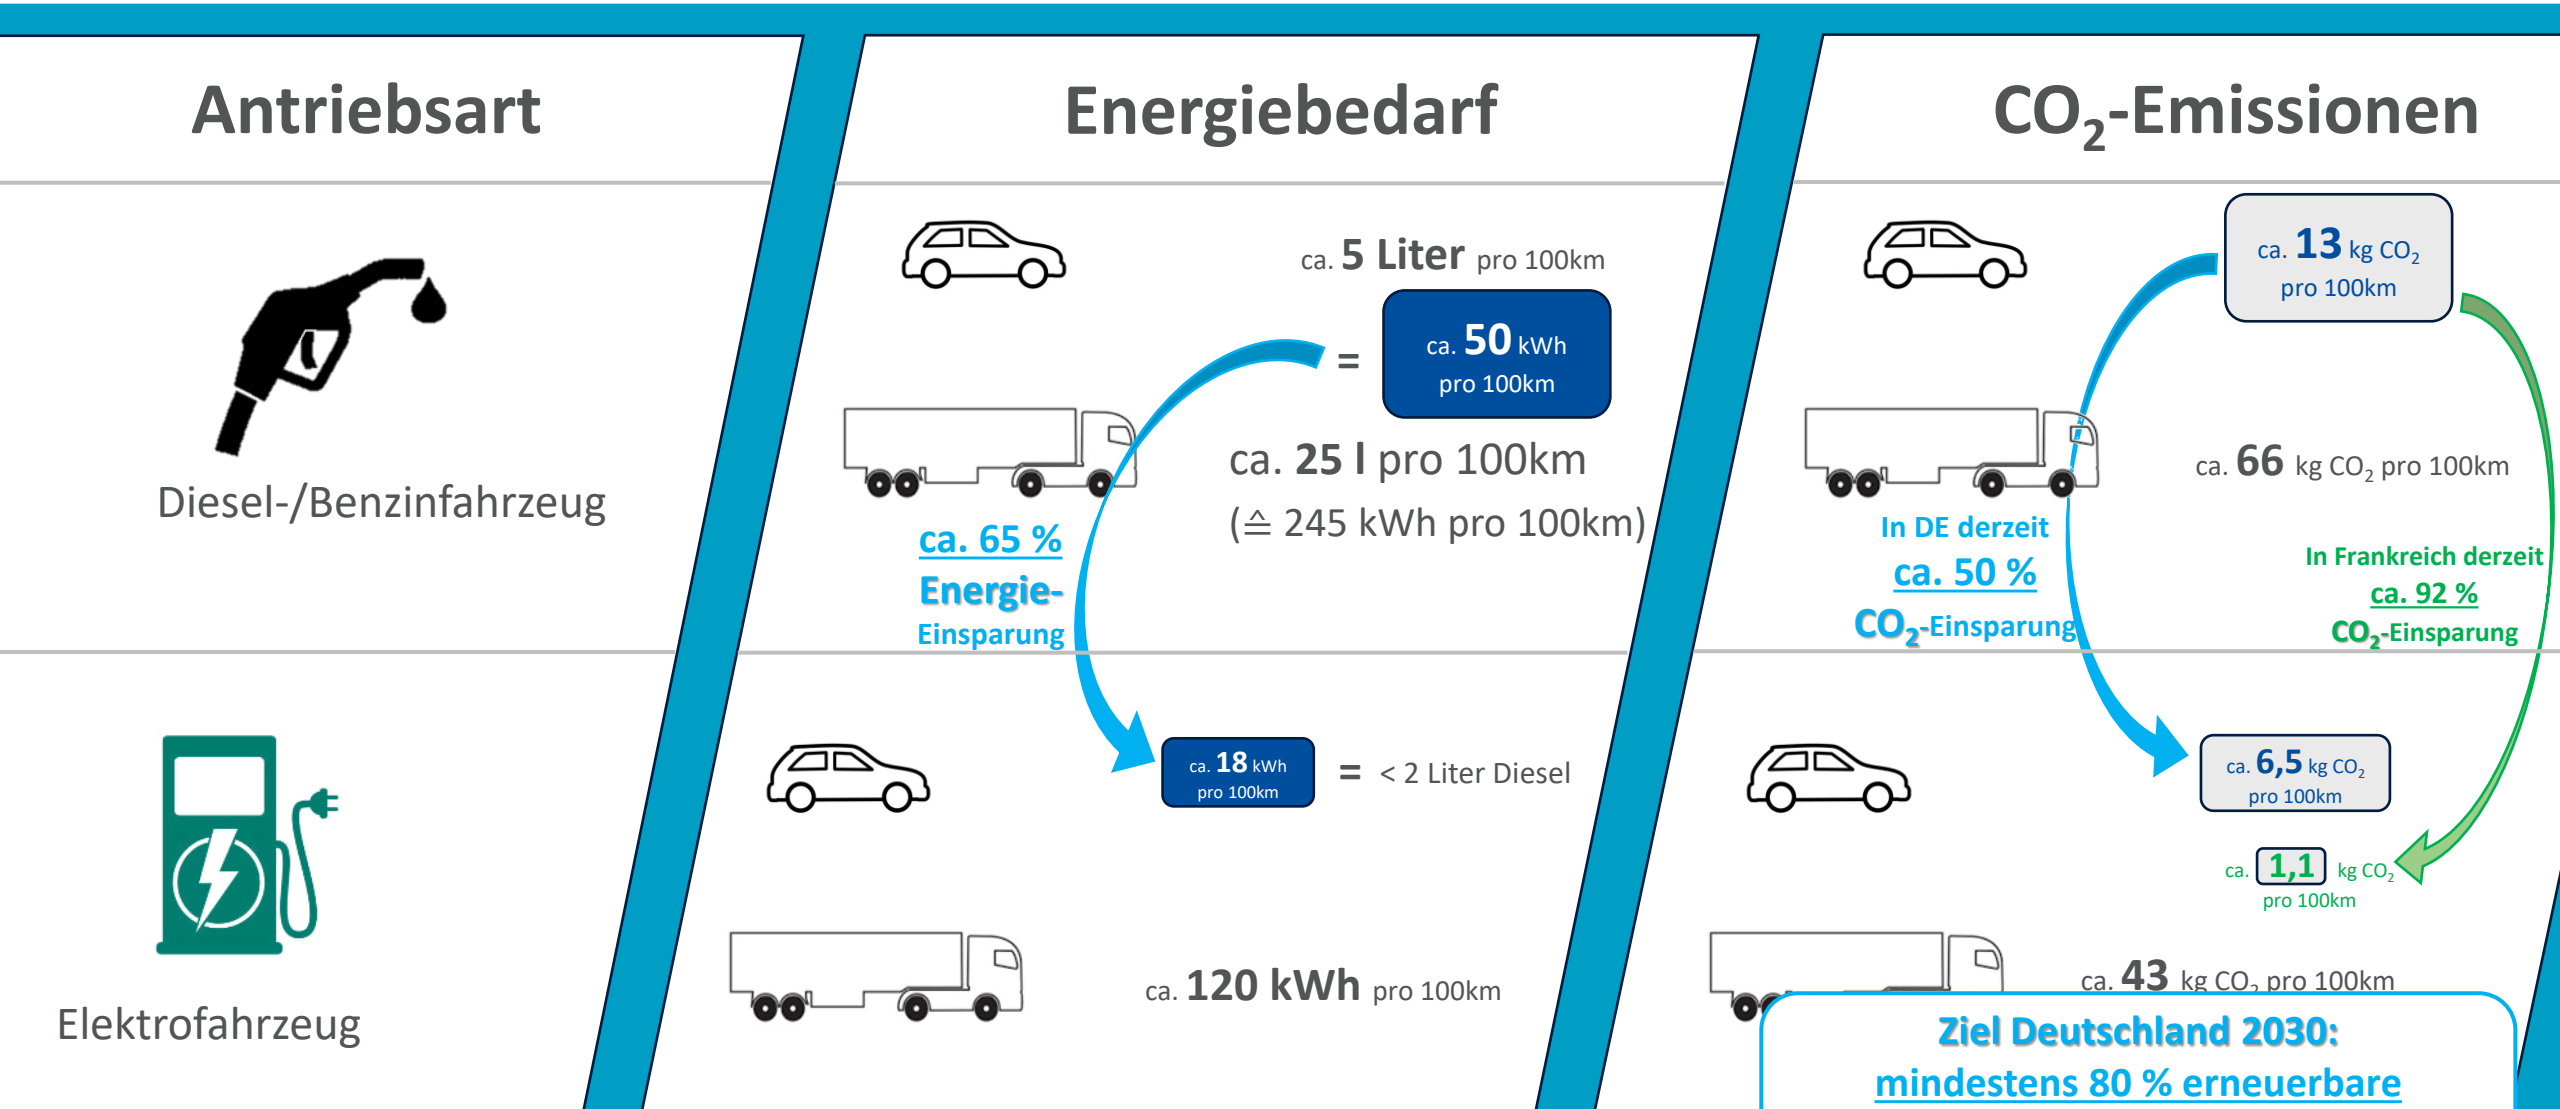 Antriebsart
Energiebedarf
CO₂-Emissionen
Diesel-/Benzinfahrzeug
ca. 5 Liter pro 100km
=
ca. 50 kWh
pro 100km
ca. 25 l pro 100km
(≙ 245 kWh pro 100km)
ca. 65 %
Energie-
Einsparung
ca. 13 kg CO₂
pro 100km
ca. 66 kg CO₂ pro 100km
In DE derzeit
ca. 50 %
CO₂-Einsparung
In Frankreich derzeit
ca. 92 %
CO₂-Einsparung
Elektrofahrzeug
ca. 18 kWh
pro 100km
= < 2 Liter Diesel
ca. 120 kWh pro 100km
ca. 6,5 kg CO₂
pro 100km
ca. 1,1 kg CO₂
pro 100km
ca. 43 kg CO₂ pro 100km
Ziel Deutschland 2030:
mindestens 80 % erneuerbare